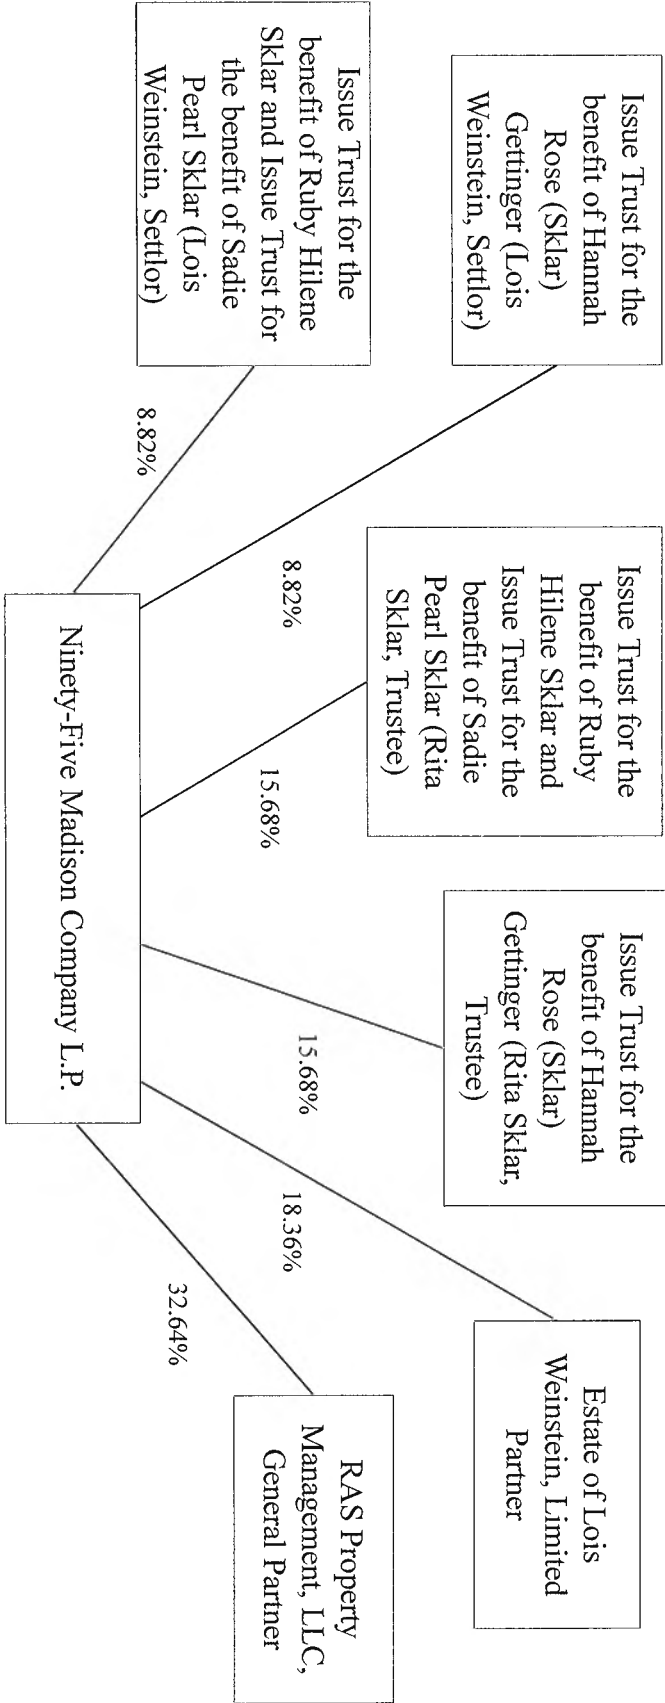 Issue Trust for the
benefit of Hannah
Rose (Sklar)
Gettinger (Lois
Weinstein, Settlor)
Issue Trust for the
benefit of Ruby
Hilene Sklar and
Issue Trust for the
benefit of Sadie
Pearl Sklar (Rita
Sklar, Trustee)
Issue Trust for the
benefit of Hannah
Rose (Sklar)
Gettinger (Rita Sklar,
Trustee)
Estate of Lois
Weinstein, Limited
Partner
Issue Trust for the
benefit of Ruby Hilene
Sklar and Issue Trust for
the benefit of Sadie
Pearl Sklar (Lois
Weinstein, Settlor)
RAS Property
Management, LLC,
General Partner
8.82%
8.82%
15.68%
15.68%
18.36%
32.64%
Ninety-Five Madison Company L.P.